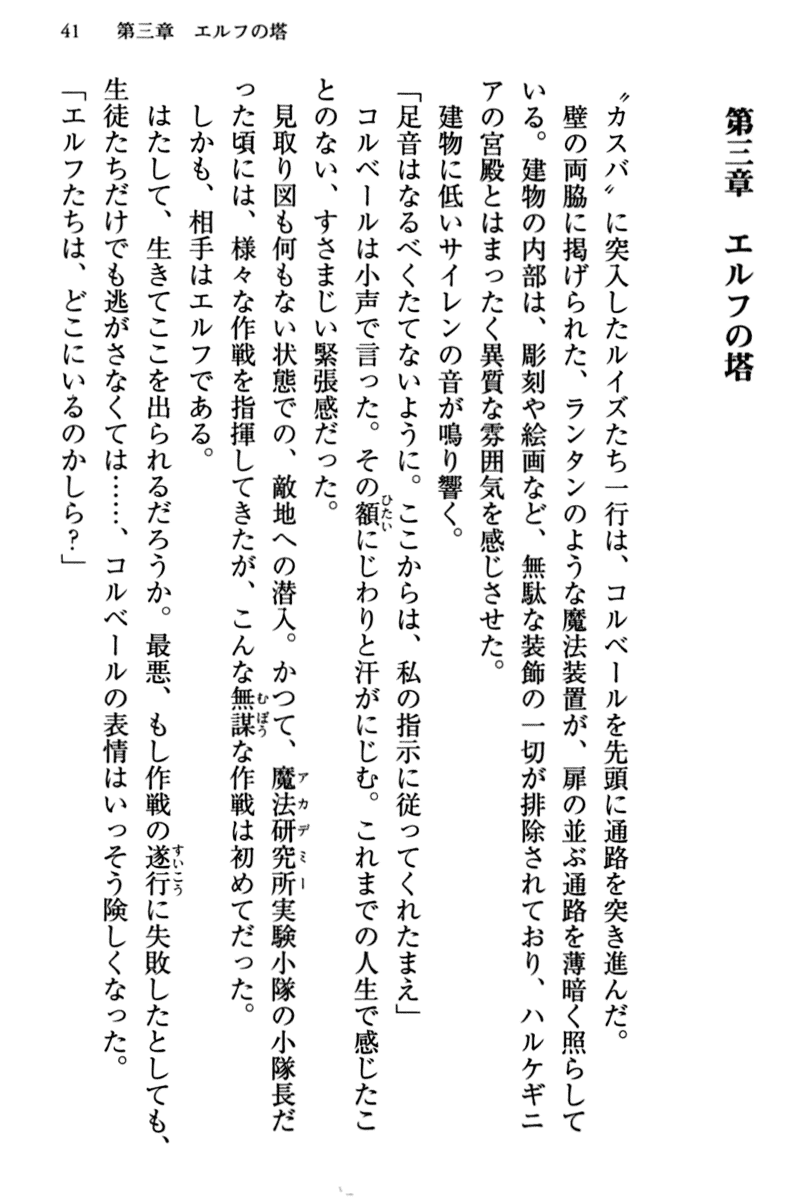 41　第三章　エルフの塔
第三章　エルフの塔
〝カスバ〟に突入したルイズたち一行は、コルベールを先頭に通路を突き進んだ。
壁の両脇に掲げられた、ランタンのような魔法装置が、扉の並ぶ通路を薄暗く照らして
いる。建物の内部は、彫刻や絵画など、無駄な装飾の一切が排除されており、ハルケギニ
アの宮殿とはまったく異質な雰囲気を感じさせた。
建物に低いサイレンの音が鳴り響く。
「足音はなるべくたてないように。ここからは、私の指示に従ってくれたまえ」
コルベールは小声で言った。その額にじわりと汗がにじむ。これまでの人生で感じたこ
とのない、すさまじい緊張感だった。
見取り図も何もない状態での、敵地への潜入。かつて、魔法研究所実験小隊の小隊長だ
った頃には、様々な作戦を指揮してきたが、こんな無謀な作戦は初めてだった。
しかも、相手はエルフである。
はたして、生きてここを出られるだろうか。最悪、もし作戦の遂行に失敗したとしても、
生徒たちだけでも逃がさなくては……、コルベールの表情はいっそう険しくなった。
「エルフたちは、どこにいるのかしら？」
ひたい
アカデミー
むぼう
すいこう